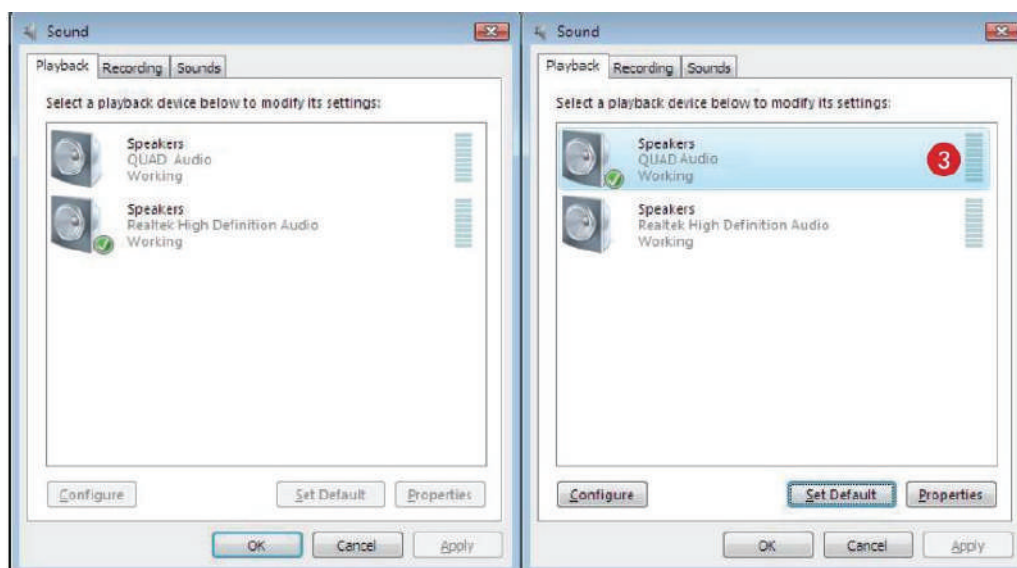 Sound
Playback
Recording
Sounds
Select a playback device below to modify its settings:
Speakers
QUAD Audio
Working
Speakers
Realtek High Definition Audio
Working
Configure
Set Default
Properties
OK
Cancel
Apply
Sound
Playback
Recording
Sounds
Select a playback device below to modify its settings:
Speakers
QUAD Audio
Working
3
Speakers
Realtek High Definition Audio
Working
Configure
Set Default
Properties
OK
Cancel
Apply